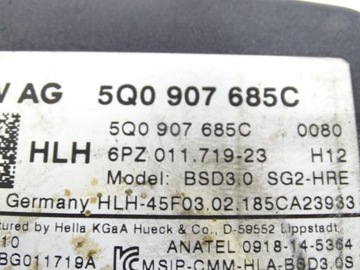 AG 5Q0 907 685C
5Q0 907 685C 0080
HLH 6PZ 011.719-23 H12
Model: BSD3.0 SG2-HRE
Germany HLH-45F03.02.185CA23933
tured by Hella KGaA Hueck & Co., D-59552 Lippstadt,
10 ANATEL 0918-14-5364
BG011719A MSIP-CMM-HLA-BSD3.0S